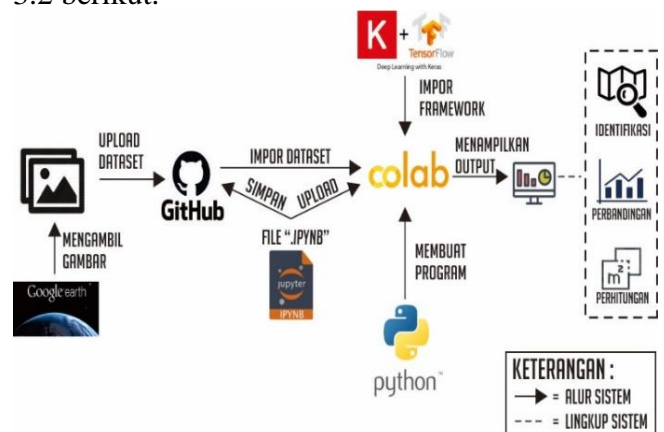 3.2 berikut.
K + TensorFlow
Deep Learning with Keras
IMPOR
FRAMEWORK
UPLOAD
DATASET
GitHub
IMPOR DATASET
SIMPAN
UPLOAD
FILE ".IPYNB"
jupyter
IPYNB
colab
MENAMPILKAN
OUTPUT
IDENTIFIKASI
PERBANDINGAN
m²
PERHITUNGAN
MENGAMBIL
GAMBAR
Google earth
MEMBUAT
PROGRAM
python™
KETERANGAN :
= ALUR SISTEM
= LINGKUP SISTEM